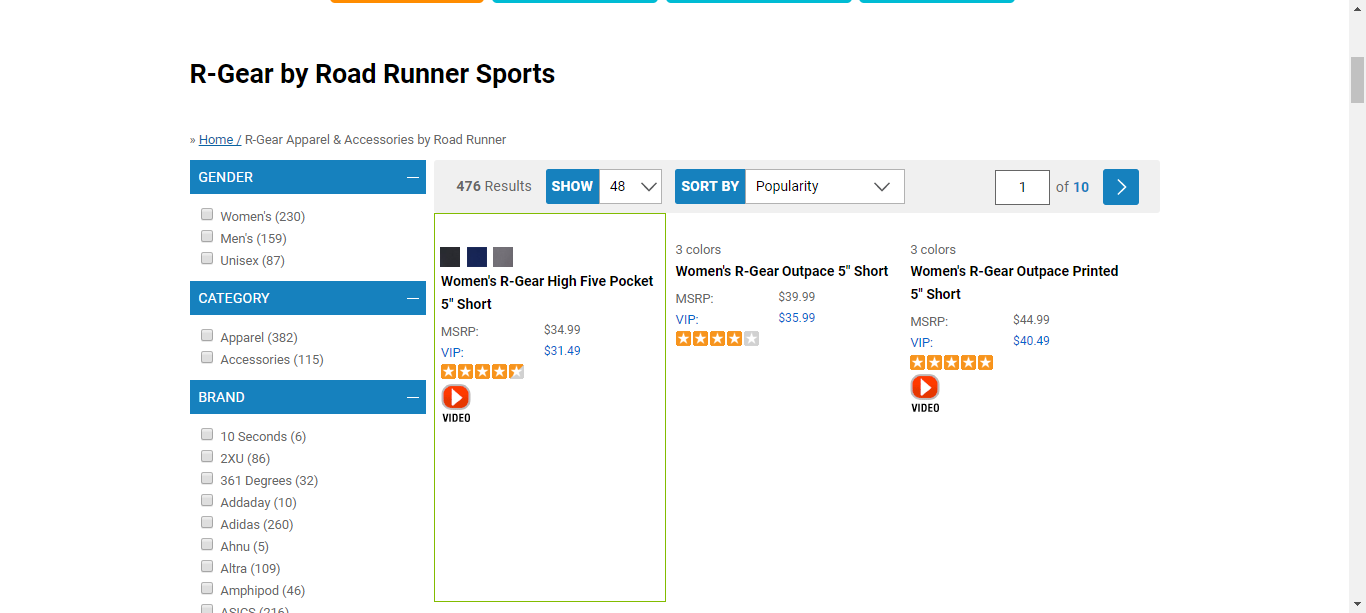 R-Gear by Road Runner Sports
» Home / R-Gear Apparel & Accessories by Road Runner
GENDER
Women's (230)
Men's (159)
Unisex (87)
CATEGORY
Apparel (382)
Accessories (115)
BRAND
10 Seconds (6)
2XU (86)
361 Degrees (32)
Addaday (10)
Adidas (260)
Ahnu (5)
Altra (109)
Amphipod (46)
ASICS (216)
476 Results SHOW 48 SORT BY Popularity 1 of 10
Women's R-Gear High Five Pocket
5" Short
MSRP: $34.99
VIP: $31.49
VIDEO
3 colors
Women's R-Gear Outpace 5" Short
MSRP: $39.99
VIP: $35.99
3 colors
Women's R-Gear Outpace Printed
5" Short
MSRP: $44.99
VIP: $40.49
VIDEO